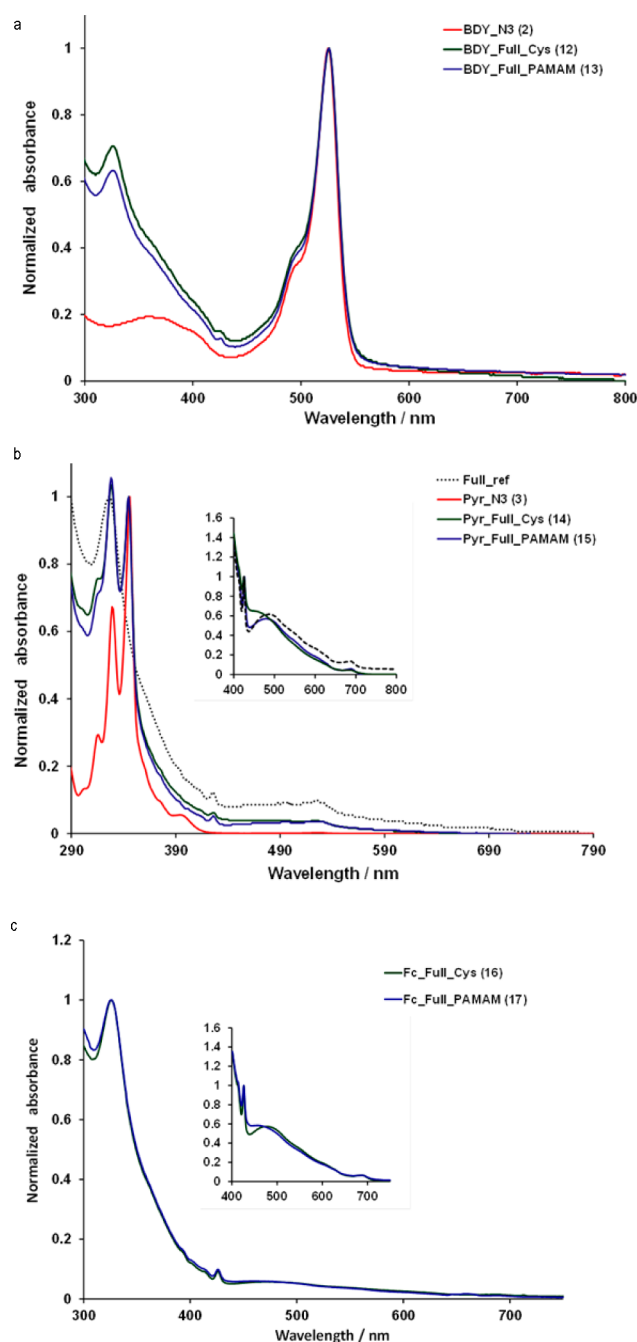 a
BDY_N3 (2)
BDY_Full_Cys (12)
BDY_Full_PAMAM (13)
Normalized absorbance
1
0.8
0.6
0.4
0.2
0
300 400 500 600 700 800
Wavelength / nm
b
Full_ref
Pyr_N3 (3)
Pyr_Full_Cys (14)
Pyr_Full_PAMAM (15)
Normalized absorbance
1
0.8
0.6
0.4
0.2
0
1.6
1.4
1.2
1
0.8
0.6
0.4
0.2
0
400 500 600 700 800
290 390 490 590 690 790
Wavelength / nm
c
Fc_Full_Cys (16)
Fc_Full_PAMAM (17)
Normalized absorbance
1.2
1
0.8
0.6
0.4
0.2
0
1.6
1.4
1.2
1
0.8
0.6
0.4
0.2
0
400 500 600 700
300 400 500 600 700
Wavelength / nm